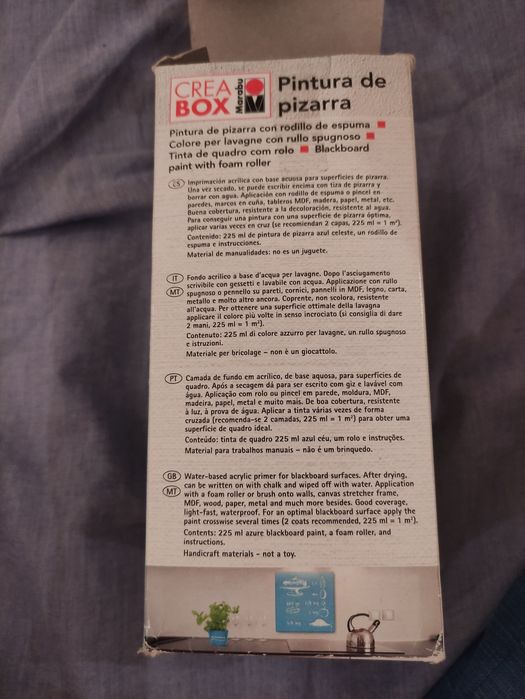 CREA
BOX
Marabu
Pintura de
pizarra
Pintura de pizarra con rodillo de espuma ■
Colore per lavagne con rullo spugnoso ■
Tinta de quadro com rolo ■ Blackboard
paint with foam roller
ES Imprimación acrílica con base acuosa para superficies de pizarra.
Una vez secado, se puede escribir encima con tiza de pizarra y
borrar con agua. Aplicación con rodillo de espuma o pincel en
paredes, marcos en cuña, tableros MDF, madera, papel, metal, etc.
Buena cobertura, resistente a la decoloración, resistente al agua.
Para conseguir una pintura con una superficie de pizarra óptima,
aplicar varias veces en cruz (se recomiendan 2 capas, 225 ml = 1 m²).
Contenido: 225 ml de pintura de pizarra azul celeste, un rodillo de
espuma e instrucciones.
Material de manualidades: no es un juguete.
IT Fondo acrilico a base d'acqua per lavagne. Dopo l'asciugamento
scrivibile con gessetti e lavabile con acqua. Applicazione con rullo
MT spugnoso o pennello su pareti, cornici, pannelli in MDF, legno, carta,
metallo e molto altro ancora. Coprente, non scolora, resistente
all'acqua. Per ottenere una superficie ottimale della lavagna
applicare il colore più volte in senso incrociato (si consiglia di dare
2 mani, 225 ml = 1 m²).
Contenuto: 225 ml di colore azzurro per lavagne, un rullo spugnoso
e istruzioni.
Materiale per bricolage – non è un giocattolo.
PT Camada de fundo em acrílico, de base aquosa, para superfícies de
quadro. Após a secagem dá para ser escrito com giz e lavável com
água. Aplicação com rolo ou pincel em parede, moldura, MDF,
madeira, papel, metal e muito mais. De boa cobertura, resistente
à luz, à prova de água. Aplicar a tinta várias vezes de forma
cruzada (recomenda-se 2 camadas, 225 ml = 1 m²) para obter uma
superfície de quadro ideal.
Conteúdo: tinta de quadro 225 ml azul céu, um rolo e instruções.
Material para trabalhos manuais – não é um brinquedo.
GB Water-based acrylic primer for blackboard surfaces. After drying,
can be written on with chalk and wiped off with water. Application
MT with a foam roller or brush onto walls, canvas stretcher frame,
MDF, wood, paper, metal and much more besides. Good coverage,
light-fast, waterproof. For an optimal blackboard surface apply the
paint crosswise several times (2 coats recommended, 225 ml = 1 m²).
Contents: 225 ml azure blackboard paint, a foam roller, and
instructions.
Handicraft materials – not a toy.